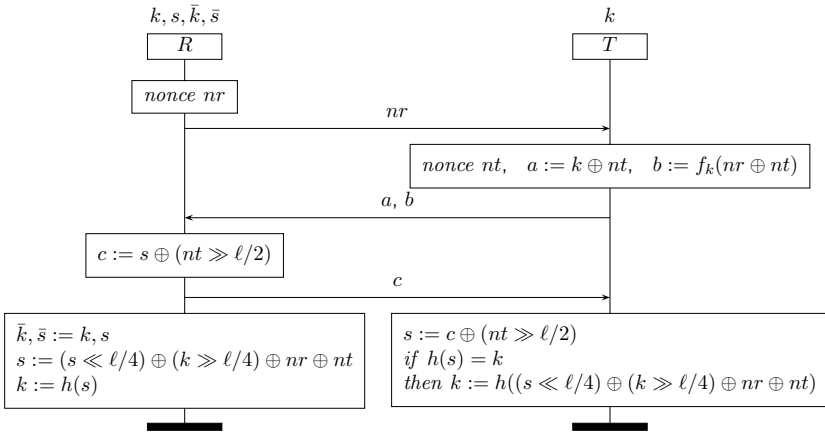 k, s, k̄, s̄
k
R
T
nonce nr
nr
nonce nt, a := k ⊕ nt, b := f_k(nr ⊕ nt)
a, b
c := s ⊕ (nt ≫ ℓ/2)
c
k̄, s̄ := k, s
s := (s ≪ ℓ/4) ⊕ (k ≫ ℓ/4) ⊕ nr ⊕ nt
k := h(s)
s := c ⊕ (nt ≫ ℓ/2)
if h(s) = k
then k := h((s ≪ ℓ/4) ⊕ (k ≫ ℓ/4) ⊕ nr ⊕ nt)